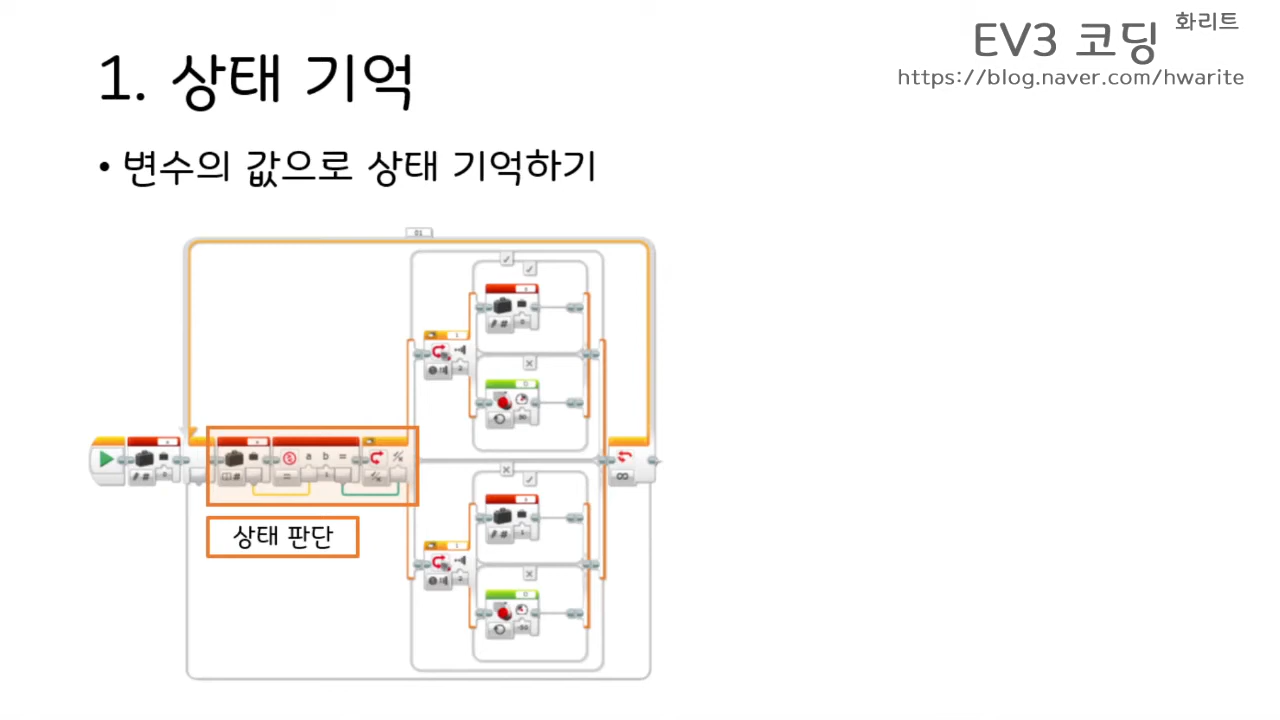 화리트
EV3 코딩
https://blog.naver.com/hwarite
1. 상태 기억
• 변수의 값으로 상태 기억하기
01
a b =
상태 판단